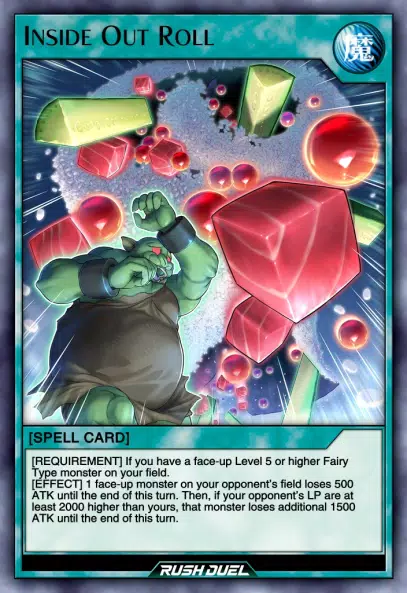 INSIDE OUT ROLL
魔
[SPELL CARD]
[REQUIREMENT] If you have a face-up Level 5 or higher Fairy
Type monster on your field.
[EFFECT] 1 face-up monster on your opponent's field loses 500
ATK until the end of this turn. Then, if your opponent's LP are at
least 2000 higher than yours, that monster loses additional 1500
ATK until the end of this turn.
RUSH DUEL